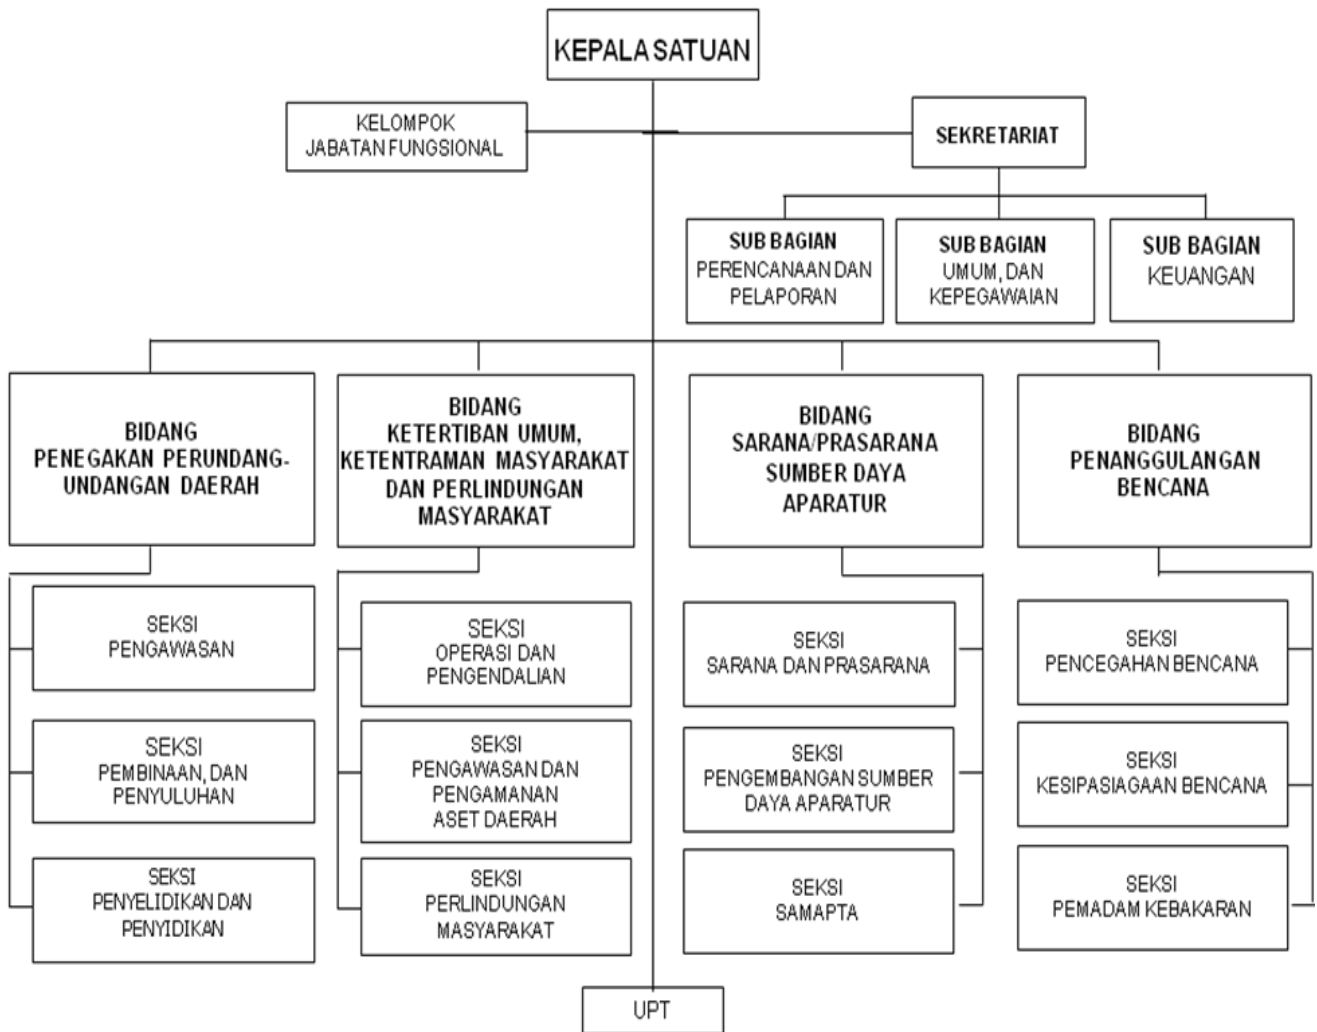 KEPALA SATUAN
KELOMPOK
JABATAN FUNGSIONAL
SEKRETARIAT
SUB BAGIAN
PERENCANAAN DAN
PELAPORAN
SUB BAGIAN
UMUM, DAN
KEPEGAWAIAN
SUB BAGIAN
KEUANGAN
BIDANG
PENEGAKAN PERUNDANG-
UNDANGAN DAERAH
BIDANG
KETERTIBAN UMUM,
KETENTRAMAN MASYARAKAT
DAN PERLINDUNGAN
MASYARAKAT
BIDANG
SARANA/PRASARANA
SUMBER DAYA
APARATUR
BIDANG
PENANGGULANGAN
BENCANA
SEKSI
PENGAWASAN
SEKSI
PEMBINAAN, DAN
PENYULUHAN
SEKSI
PENYELIDIKAN DAN
PENYIDIKAN
SEKSI
OPERASI DAN
PENGENDALIAN
SEKSI
PENGAWASAN DAN
PENGAMANAN
ASET DAERAH
SEKSI
PERLINDUNGAN
MASYARAKAT
SEKSI
SARANA DAN PRASARANA
SEKSI
PENGEMBANGAN SUMBER
DAYA APARATUR
SEKSI
SAMAPTA
SEKSI
PENCEGAHAN BENCANA
SEKSI
KESIPASIAGAAN BENCANA
SEKSI
PEMADAM KEBAKARAN
UPT